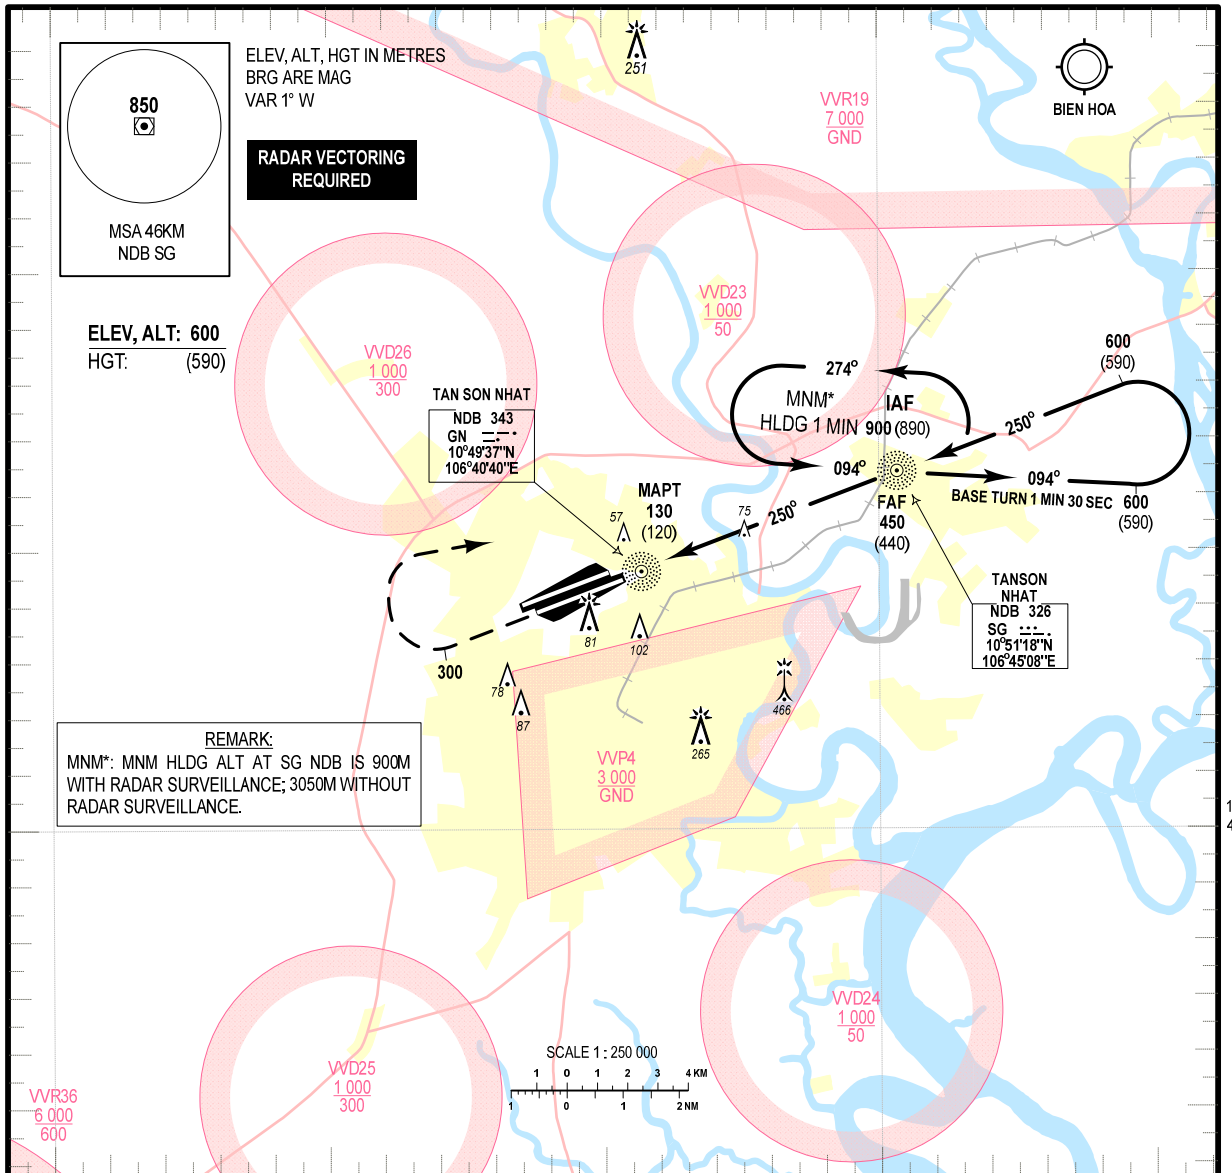 850
MSA 46KM
NDB SG
ELEV, ALT, HGT IN METRES
BRG ARE MAG
VAR 1° W
RADAR VECTORING
REQUIRED
251
VVR19
7 000
GND
BIEN HOA
ELEV, ALT: 600
HGT: (590)
VVD26
1 000
300
VVD23
1 000
50
TAN SON NHAT
NDB 343
GN
10°49'37"N
106°40'40"E
274°
MNM*
HLDG 1 MIN
IAF
900 (890)
094°
600
(590)
250°
094°
BASE TURN 1 MIN 30 SEC
600
(590)
FAF
450
(440)
MAPT
130
(120)
250°
57
75
TANSON
NHAT
NDB 326
SG
10°51'18"N
106°45'08"E
81
102
300
78
87
466
265
VVP4
3 000
GND
REMARK:
MNM*: MNM HLDG ALT AT SG NDB IS 900M
WITH RADAR SURVEILLANCE; 3050M WITHOUT
RADAR SURVEILLANCE.
1
4
VVD24
1 000
50
VVD25
1 000
300
VVR36
6 000
600
SCALE 1 : 250 000
1 0 1 2 3 4 KM
1 0 1 2 NM